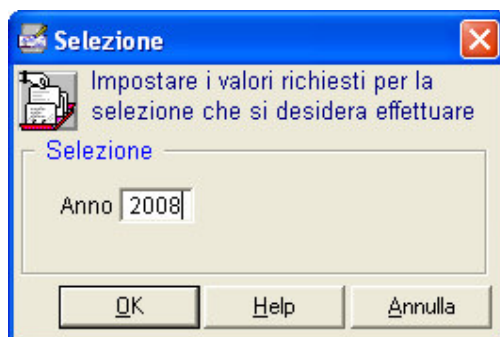 Selezione
Impostare i valori richiesti per la
selezione che si desidera effettuare
Selezione
Anno 2008
OK Help Annulla